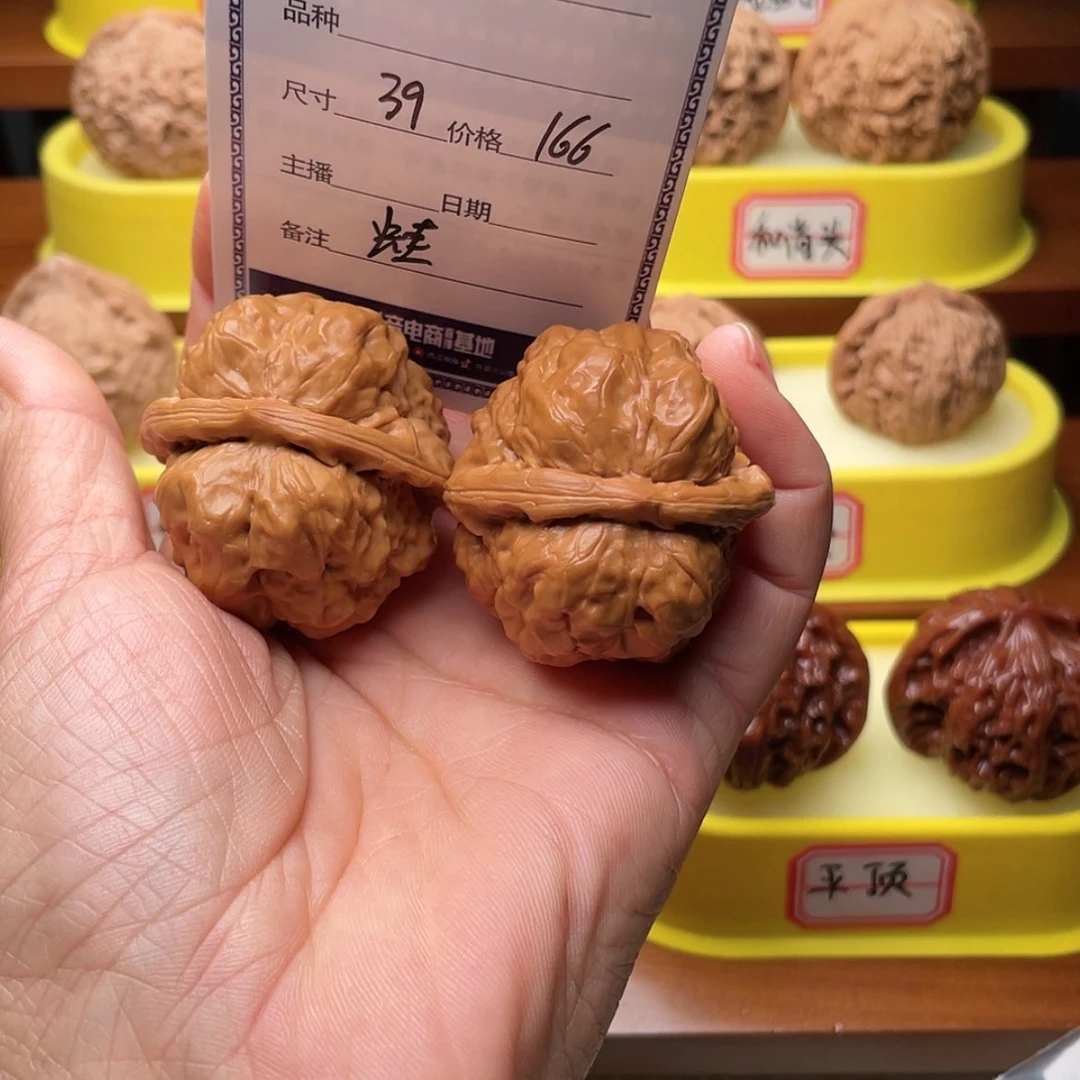 品种
尺寸 39 价格 166
主播 日期
备注 蛙
电商 基地
和尚头
平顶